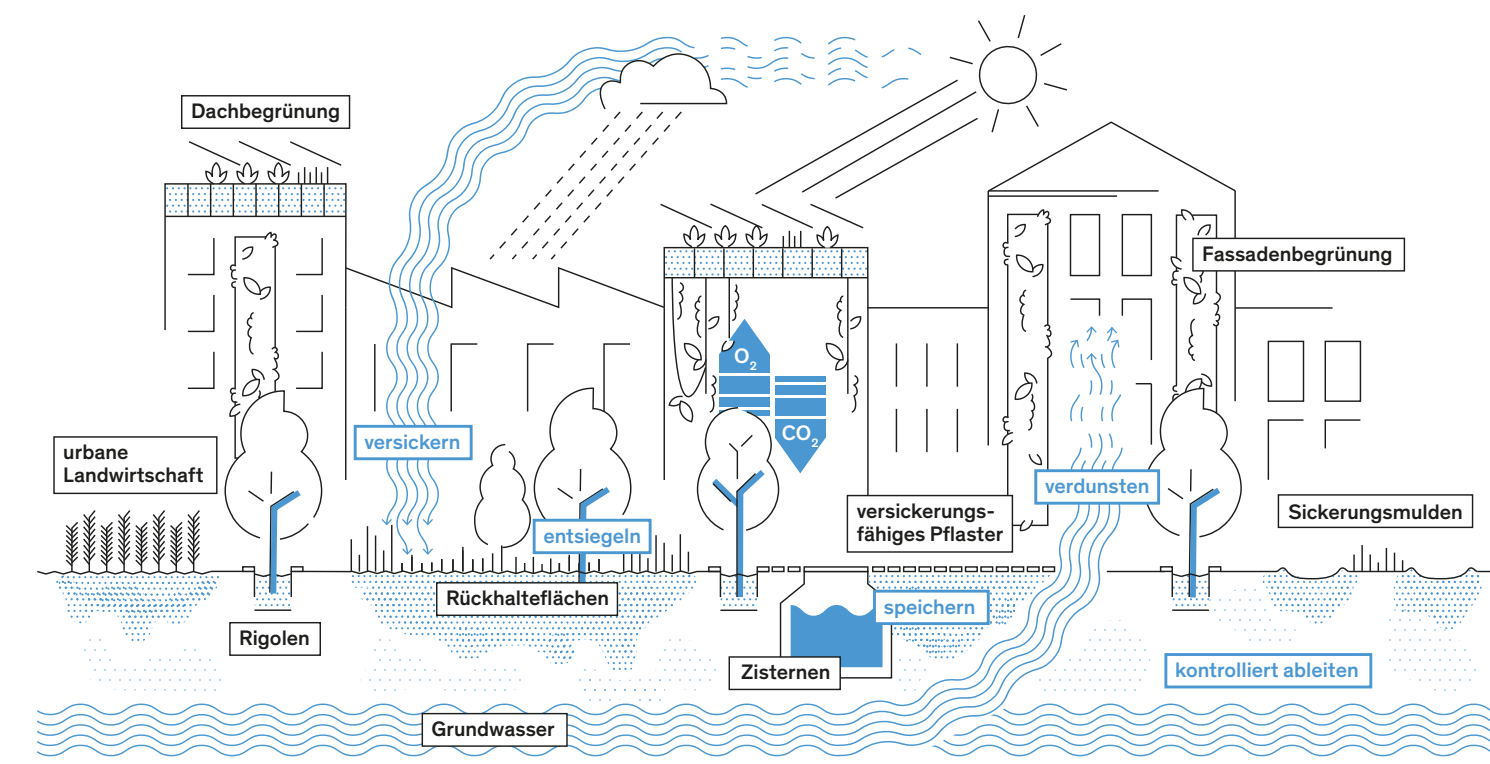 Dachbegrünung
Fassadenbegrünung
O2
CO2
versickern
urbane
Landwirtschaft
verdunsten
versickerungs-
fähiges Pflaster
Sickerungsmulden
entsiegeln
Rückhalteflächen
speichern
Rigolen
Zisternen
kontrolliert ableiten
Grundwasser